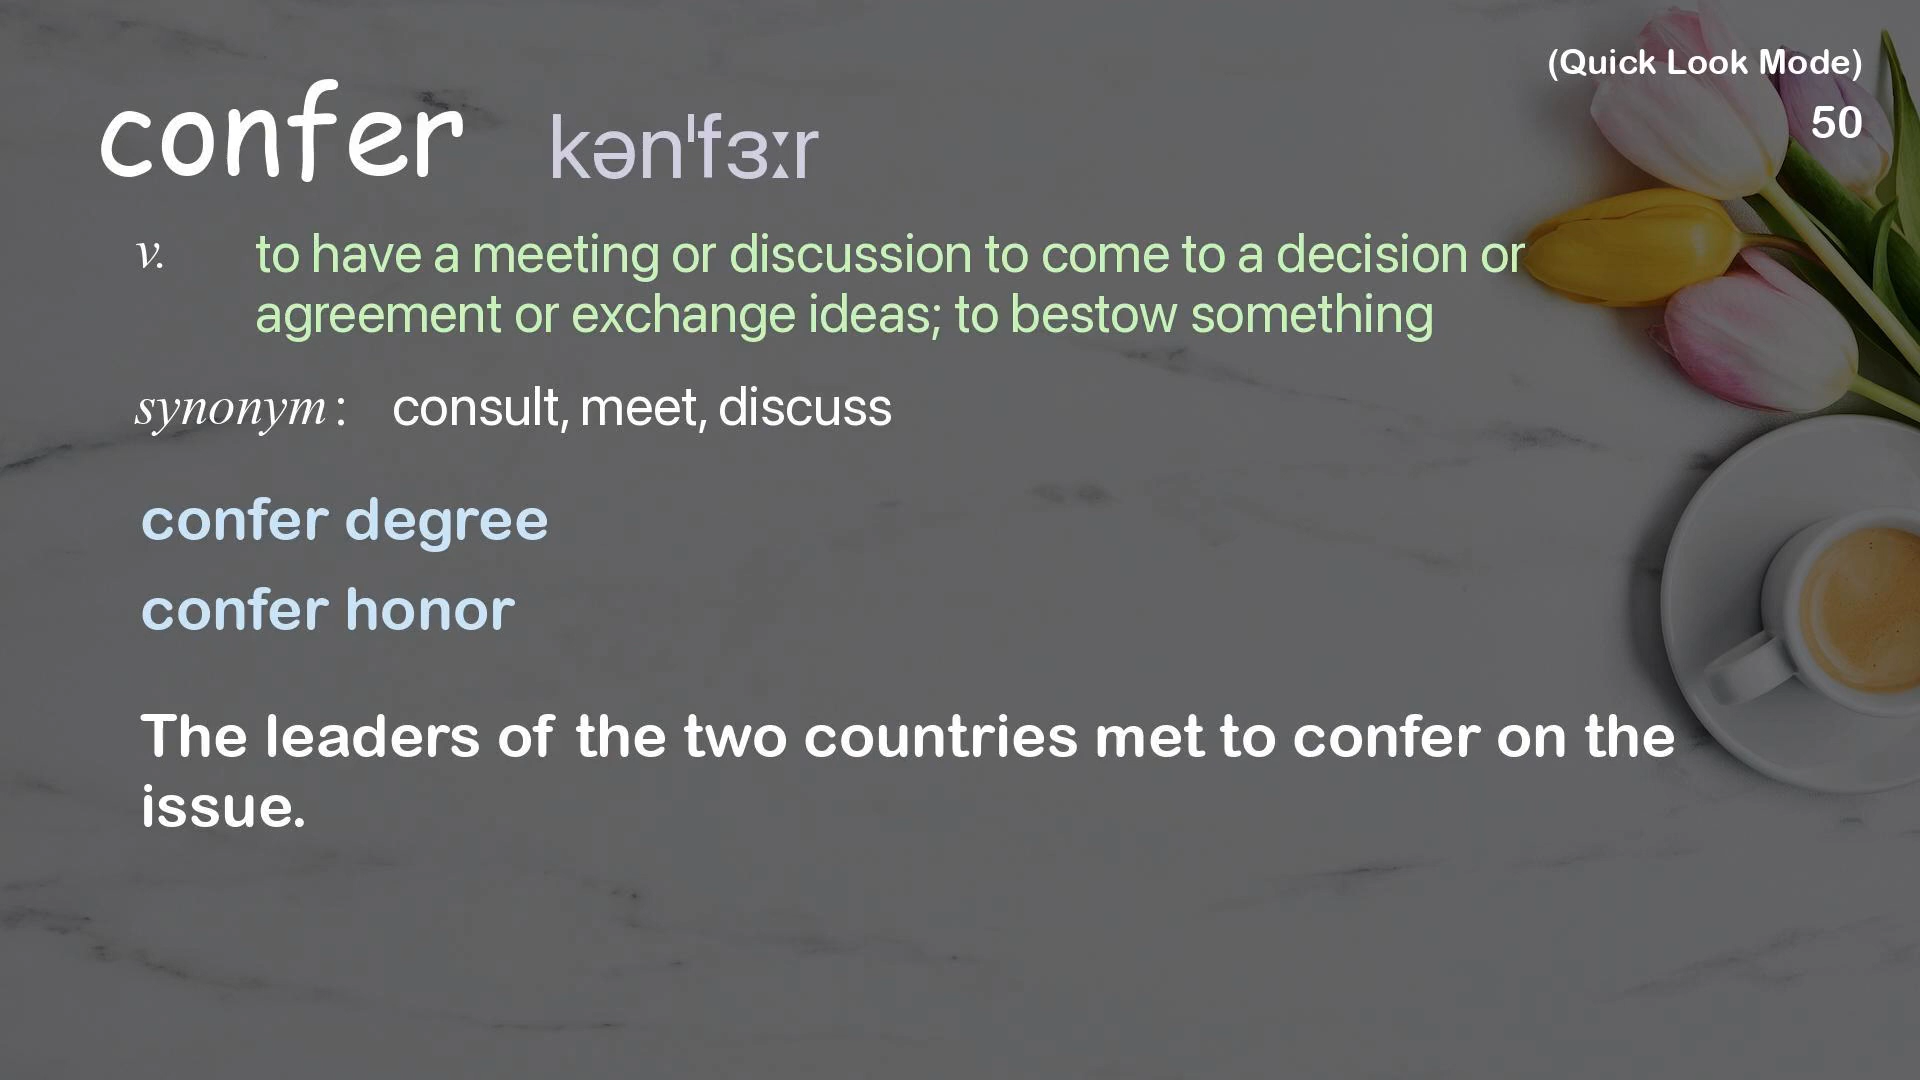 (Quick Look Mode)
50
confer kənˈfɜːr
v. to have a meeting or discussion to come to a decision or
agreement or exchange ideas; to bestow something
synonym: consult, meet, discuss
confer degree
confer honor
The leaders of the two countries met to confer on the
issue.